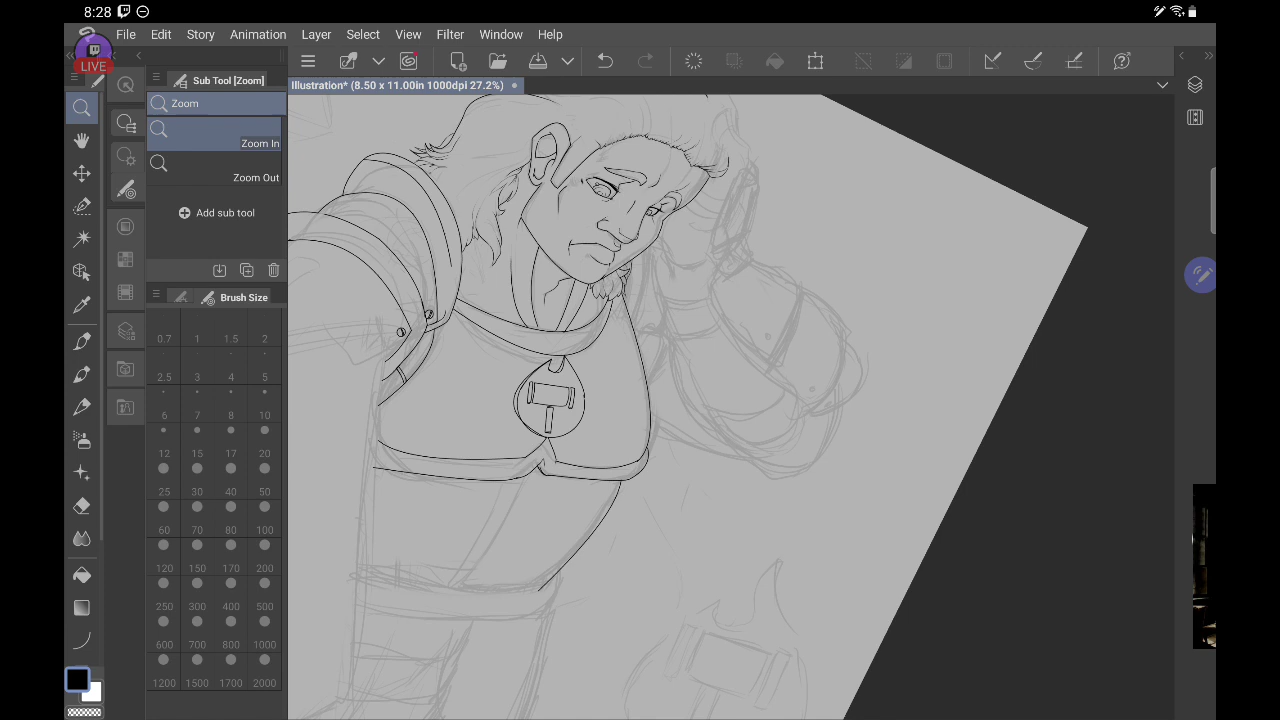 8:28
File Edit Story Animation Layer Select View Filter Window Help
LIVE
Sub Tool [Zoom]
Illustration* (8.50 x 11.00in 1000dpi 27.2%)
Zoom
Zoom In
Zoom Out
Add sub tool
Brush Size
0.7 1 1.5 2
2.5 3 4 5
6 7 8 10
12 15 17 20
25 30 40 50
60 70 80 100
120 150 170 200
250 300 400 500
600 700 800 1000
1200 1500 1700 2000